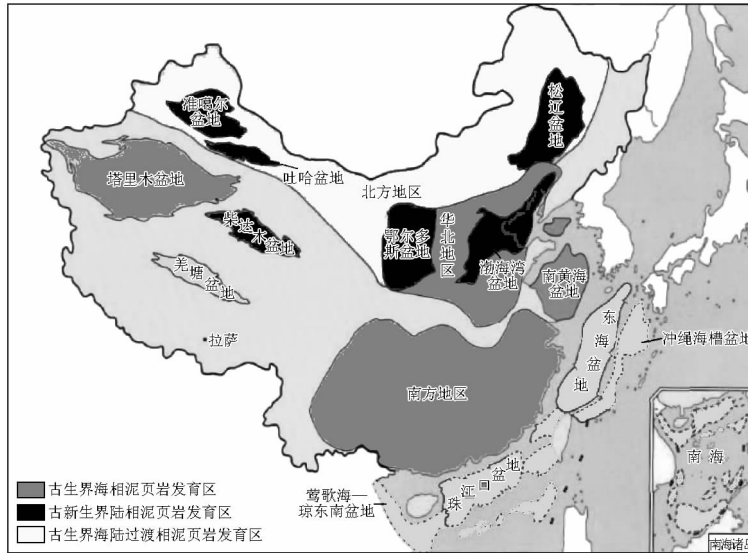 准噶尔
盆地
松辽盆地
吐哈盆地
塔里木盆地
北方地区
柴达木盆地
鄂尔多
斯盆地
华北地区
渤海湾
盆地
南黄海
盆地
羌塘盆地
拉萨
东海盆地
冲绳海槽盆地
南方地区
南海
珠江口盆地
莺歌海—
琼东南盆地
古生界海相泥页岩发育区
古新生界陆相泥页岩发育区
古生界海陆过渡相泥页岩发育区
南海诸岛